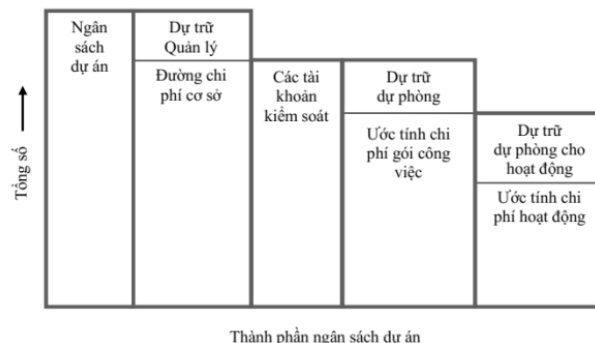 Ngân
sách
dự án
Dự trữ
Quản lý
Đường chi
phí cơ sở
Các tài
khoản
kiểm soát
Dự trữ
dự phòng
Ước tính chi
phí gói công
việc
Dự trữ
dự phòng cho
hoạt động
Ước tính chi
phí hoạt động
Tổng số
Thành phần ngân sách dự án